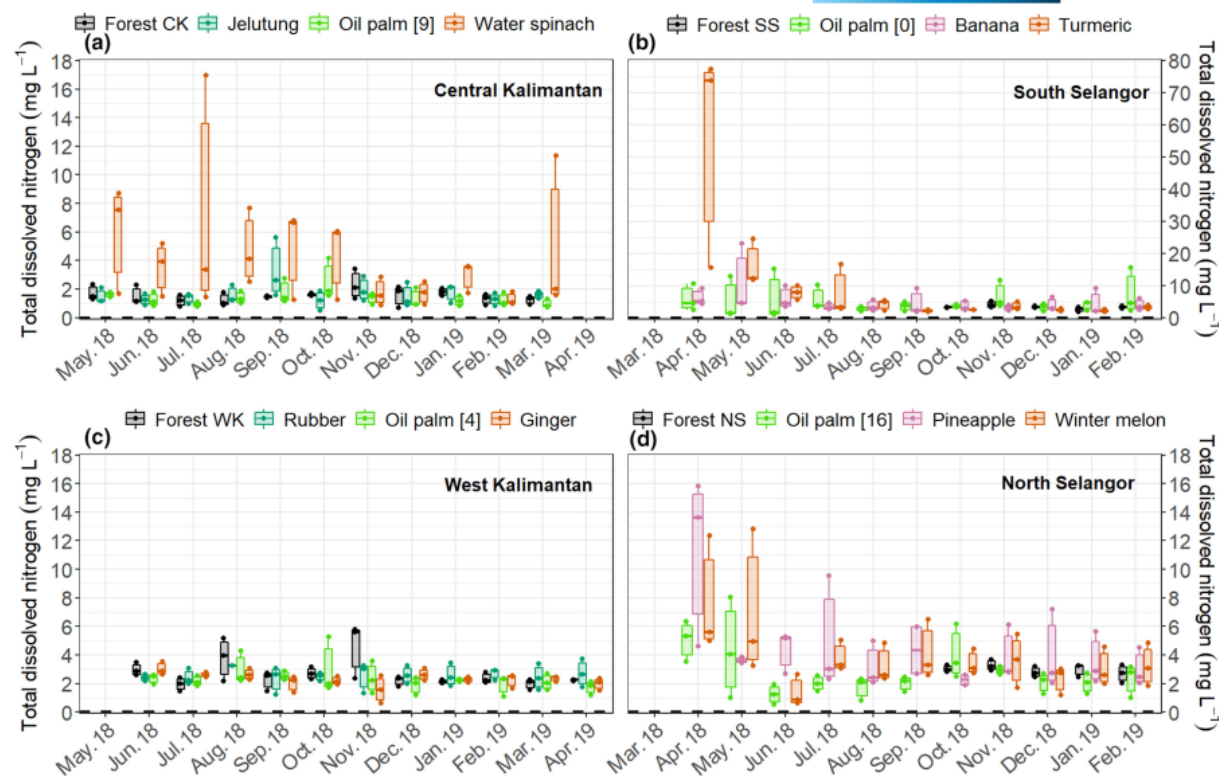 Forest CK Jelutung Oil palm [9] Water spinach
Forest SS Oil palm [0] Banana Turmeric
(a)
(b)
Central Kalimantan
South Selangor
Total dissolved nitrogen (mg L⁻¹)
18
16
14
12
10
8
6
4
2
0
80
70
60
50
40
30
20
10
0
Total dissolved nitrogen (mg L⁻¹)
May. 18 Jun. 18 Jul. 18 Aug. 18 Sep. 18 Oct. 18 Nov. 18 Dec. 18 Jan. 19 Feb. 19 Mar. 19 Apr. 19
Mar. 18 Apr. 18 May. 18 Jun. 18 Jul. 18 Aug. 18 Sep. 18 Oct. 18 Nov. 18 Dec. 18 Jan. 19 Feb. 19
Forest WK Rubber Oil palm [4] Ginger
Forest NS Oil palm [16] Pineapple Winter melon
(c)
(d)
West Kalimantan
North Selangor
Total dissolved nitrogen (mg L⁻¹)
18
16
14
12
10
8
6
4
2
0
18
16
14
12
10
8
6
4
2
0
Total dissolved nitrogen (mg L⁻¹)
May. 18 Jun. 18 Jul. 18 Aug. 18 Sep. 18 Oct. 18 Nov. 18 Dec. 18 Jan. 19 Feb. 19 Mar. 19 Apr. 19
Mar. 18 Apr. 18 May. 18 Jun. 18 Jul. 18 Aug. 18 Sep. 18 Oct. 18 Nov. 18 Dec. 18 Jan. 19 Feb. 19